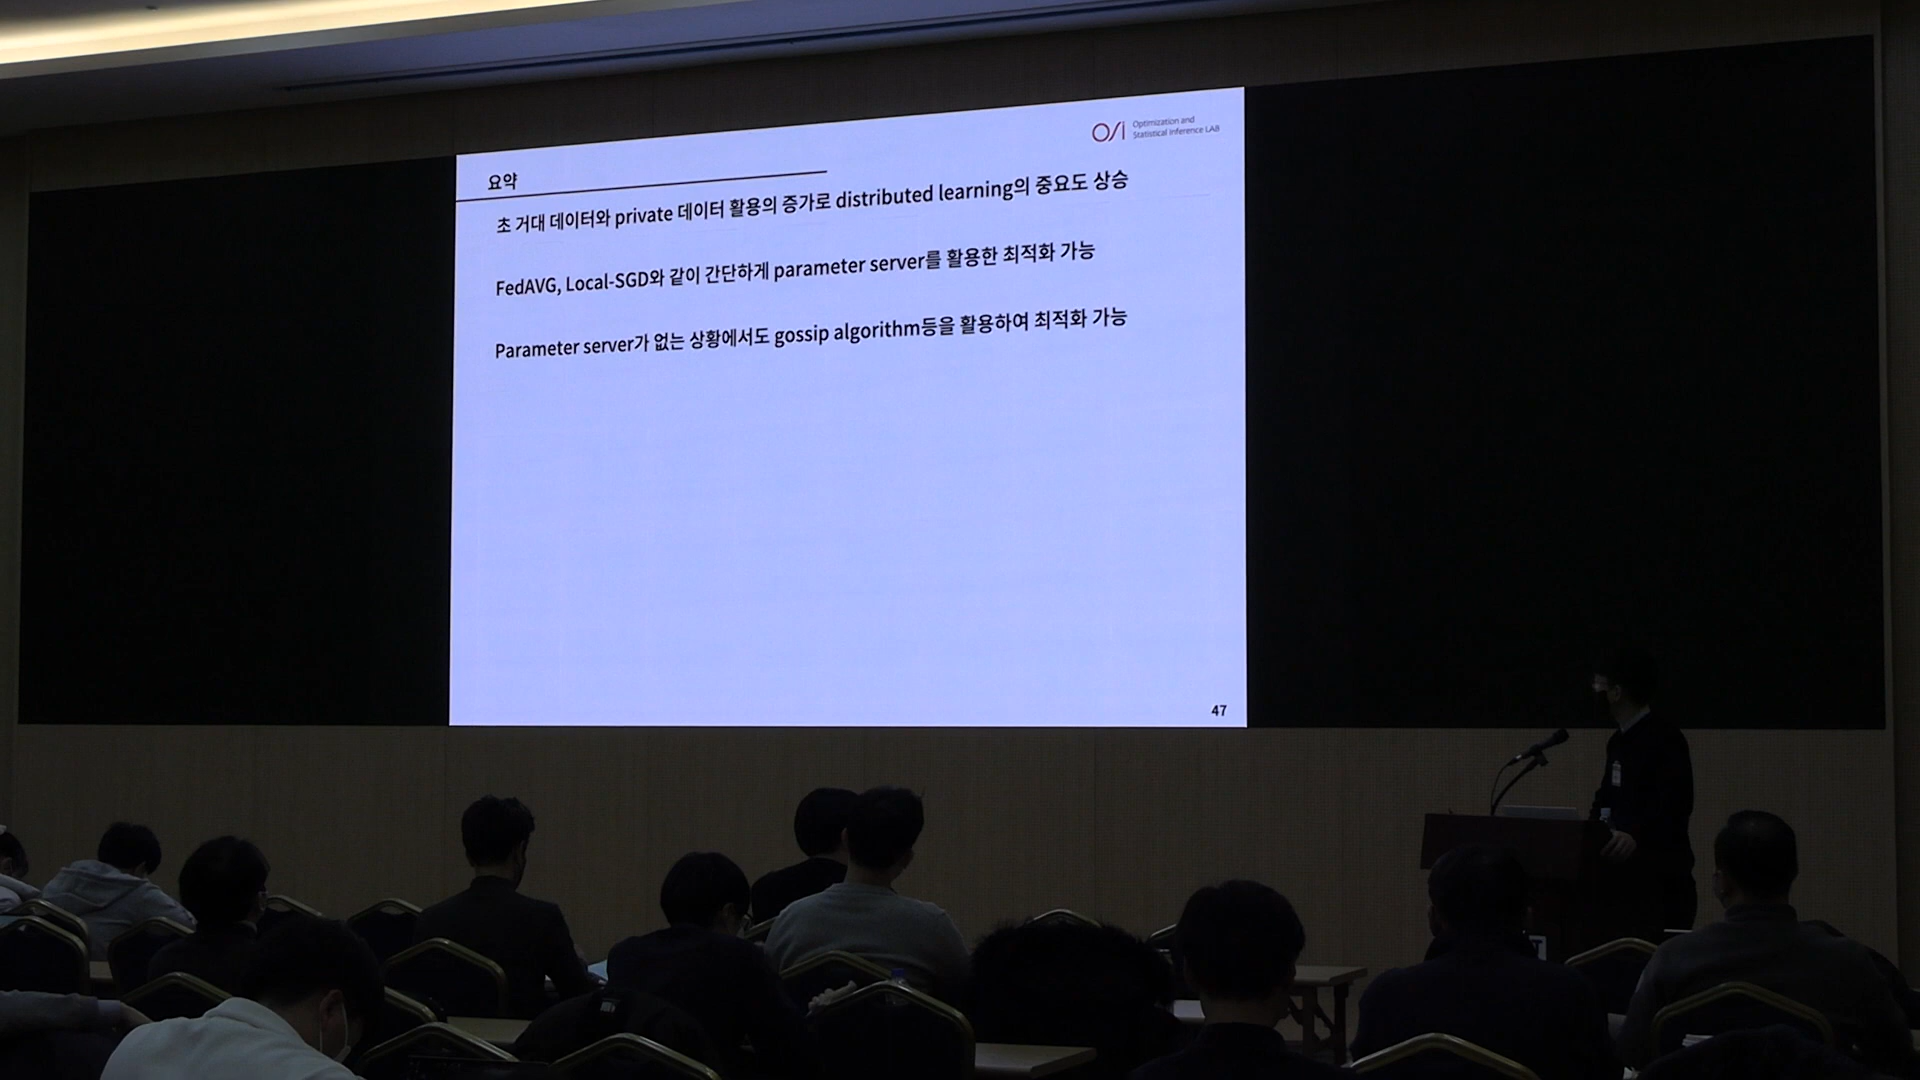 OSI Optimization and
Statistical Inference LAB
요약
초 거대 데이터와 private 데이터 활용의 증가로 distributed learning의 중요도 상승
FedAVG, Local-SGD와 같이 간단하게 parameter server를 활용한 최적화 가능
Parameter server가 없는 상황에서도 gossip algorithm등을 활용하여 최적화 가능
47